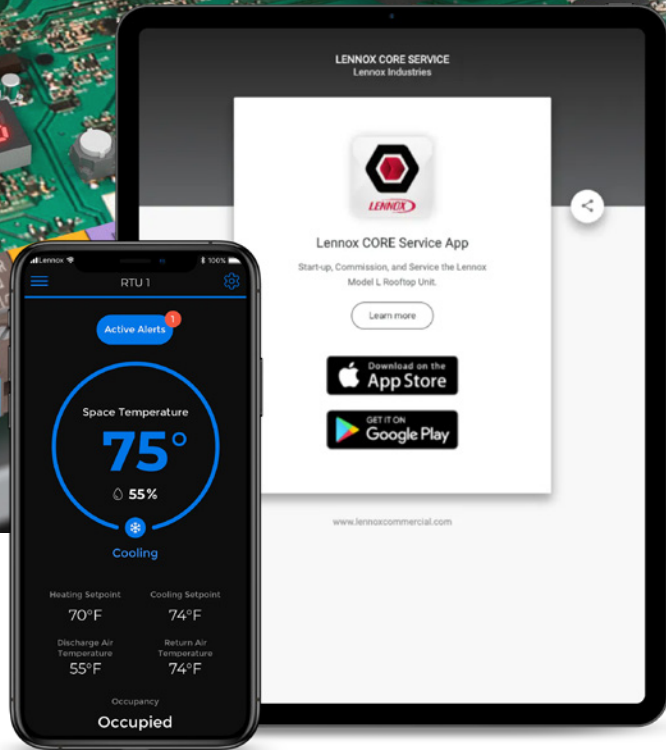 LENNOX CORE SERVICE
Lennox Industries
LENNOX
Lennox CORE Service App
Start-up, Commission, and Service the Lennox
Model L Rooftop Unit.
Learn more
Download on the
App Store
GET IT ON
Google Play
www.lennoxcommercial.com
Lennox
100%
RTU 1
Active Alerts
1
Space Temperature
75°
55%
Cooling
Heating Setpoint
Cooling Setpoint
70°F
74°F
Discharge Air
Temperature
Return Air
Temperature
55°F
74°F
Occupancy
Occupied